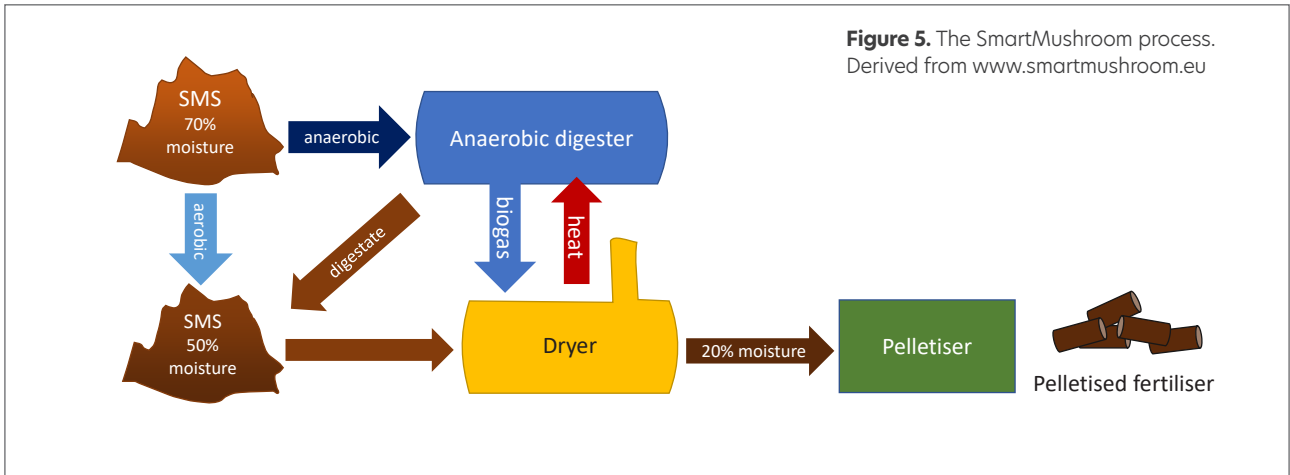 Figure 5. The SmartMushroom process.
Derived from www.smartmushroom.eu
SMS
70%
moisture
anaerobic
Anaerobic digester
aerobic
digestate
biogas
heat
SMS
50%
moisture
Dryer
20% moisture
Pelletiser
Pelletised fertiliser